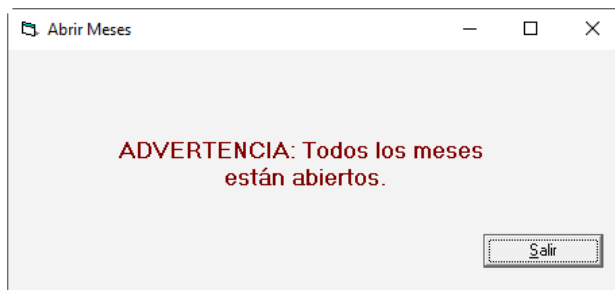 Abrir Meses
ADVERTENCIA: Todos los meses
están abiertos.
Salir